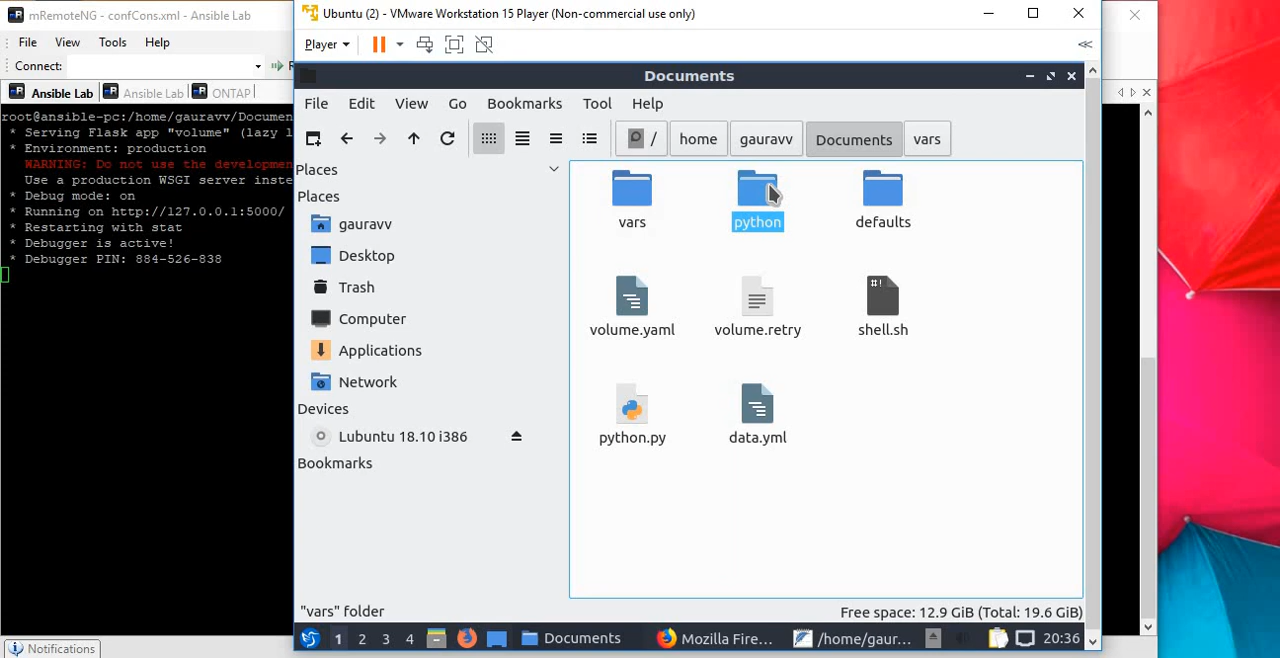 mRemoteNG - confCons.xml - Ansible Lab
File View Tools Help
Connect:
Ansible Lab Ansible Lab ONTAP
root@ansible-pc:/home/gauravv/Documen
* Serving Flask app "volume" (lazy l
* Environment: production
WARNING: Do not use the developmen
Use a production WSGI server inste
* Debug mode: on
* Running on http://127.0.0.1:5000/
* Restarting with stat
* Debugger is active!
* Debugger PIN: 884-526-838
Notifications
Ubuntu (2) - VMware Workstation 15 Player (Non-commercial use only)
Player
Documents
File Edit View Go Bookmarks Tool Help
/ home gauravv Documents vars
Places
Places
gauravv
Desktop
Trash
Computer
Applications
Network
Devices
Lubuntu 18.10 i386
Bookmarks
vars python defaults
volume.yaml volume.retry shell.sh
python.py data.yml
"vars" folder
Free space: 12.9 GiB (Total: 19.6 GiB)
1 2 3 4 Documents Mozilla Fire... /home/gaur... 20:36